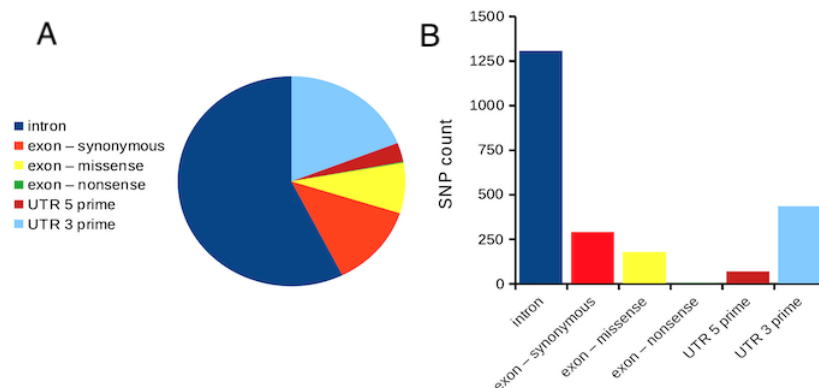 A
intron
exon – synonymous
exon – missense
exon – nonsense
UTR 5 prime
UTR 3 prime
B
SNP count
1500
1250
1000
750
500
250
0
intron
exon – synonymous
exon – missense
exon – nonsense
UTR 5 prime
UTR 3 prime